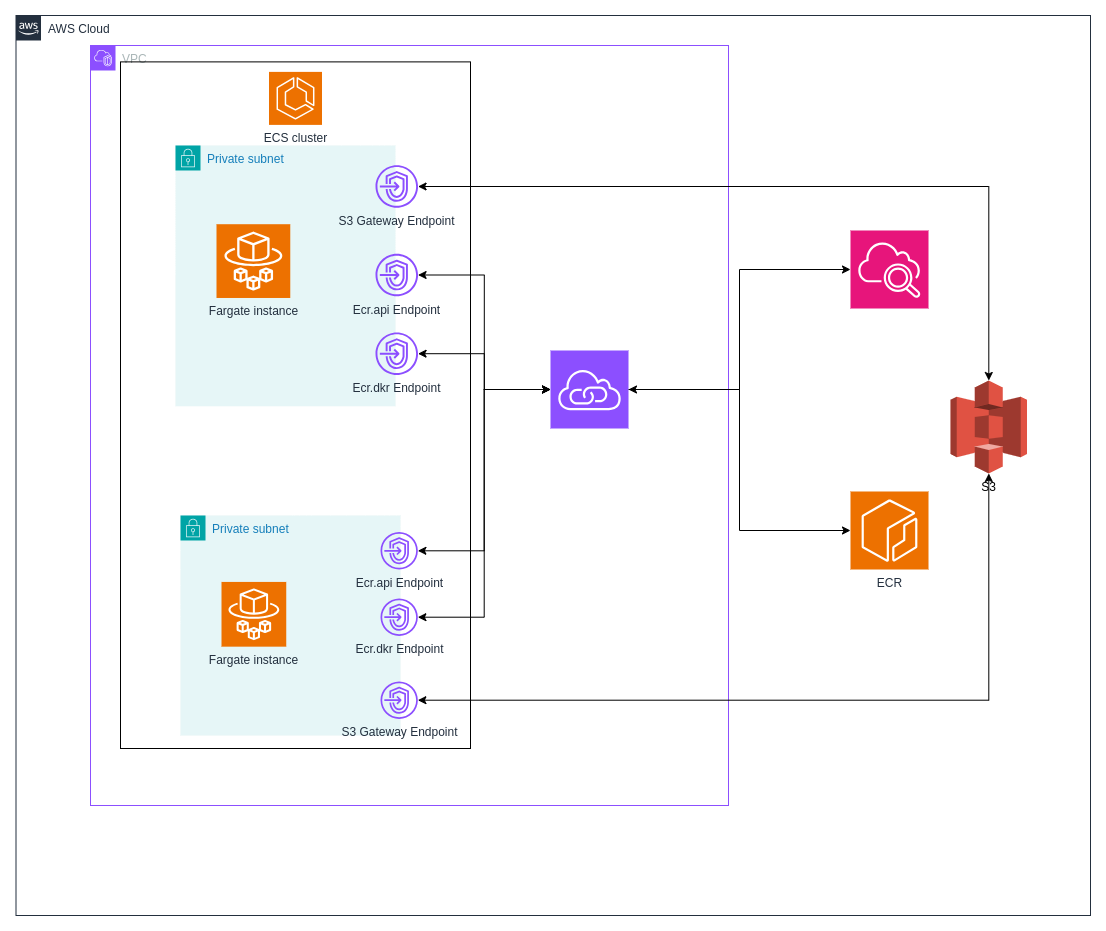 aws
AWS Cloud
VPC
ECS cluster
Private subnet
S3 Gateway Endpoint
Fargate instance
Ecr.api Endpoint
Ecr.dkr Endpoint
S3
Private subnet
Ecr.api Endpoint
ECR
Fargate instance
Ecr.dkr Endpoint
S3 Gateway Endpoint